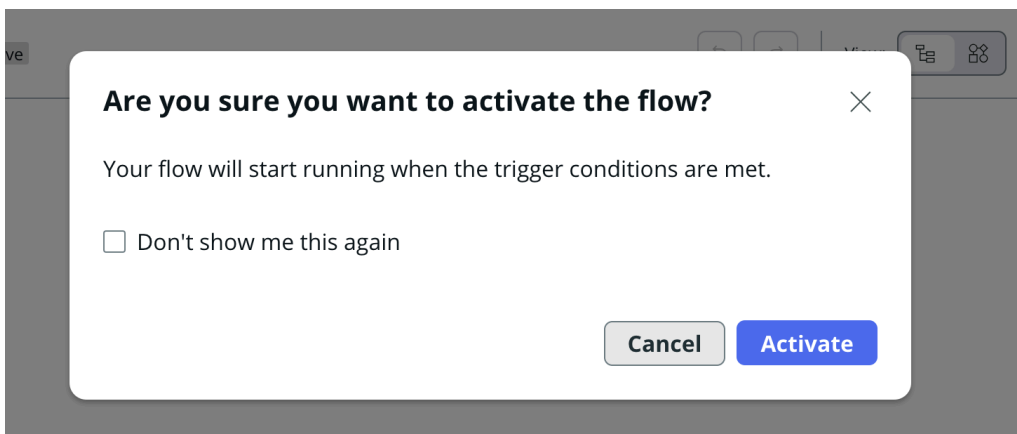 ve
Are you sure you want to activate the flow?
Your flow will start running when the trigger conditions are met.
Don't show me this again
Cancel
Activate